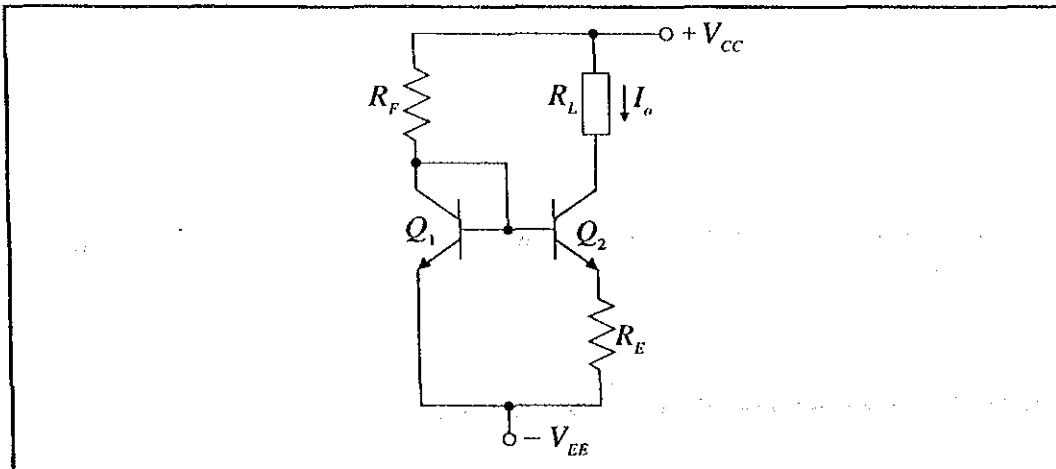 + V_CC
R_F
R_L
I_o
Q_1
Q_2
R_E
− V_EE